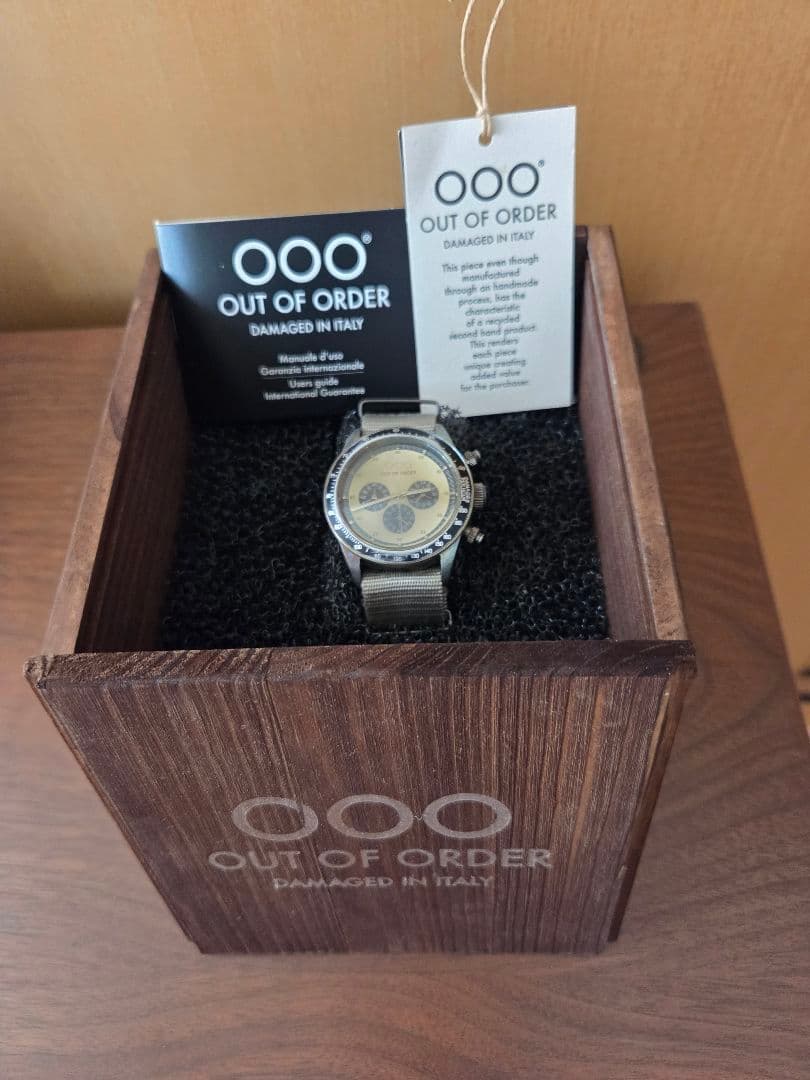 OOO®
OUT OF ORDER
DAMAGED IN ITALY
Manuale d'uso
Garanzia internazionale
Users guide
International Guarantee
OOO®
OUT OF ORDER
DAMAGED IN ITALY
This piece even though
manufactured
through an handmade
process, has the
characteristic
of a recycled
second hand product.
This renders
each piece
unique creating
added value
for the purchaser.
OUT OF ORDER
OOO
OUT OF ORDER
DAMAGED IN ITALY